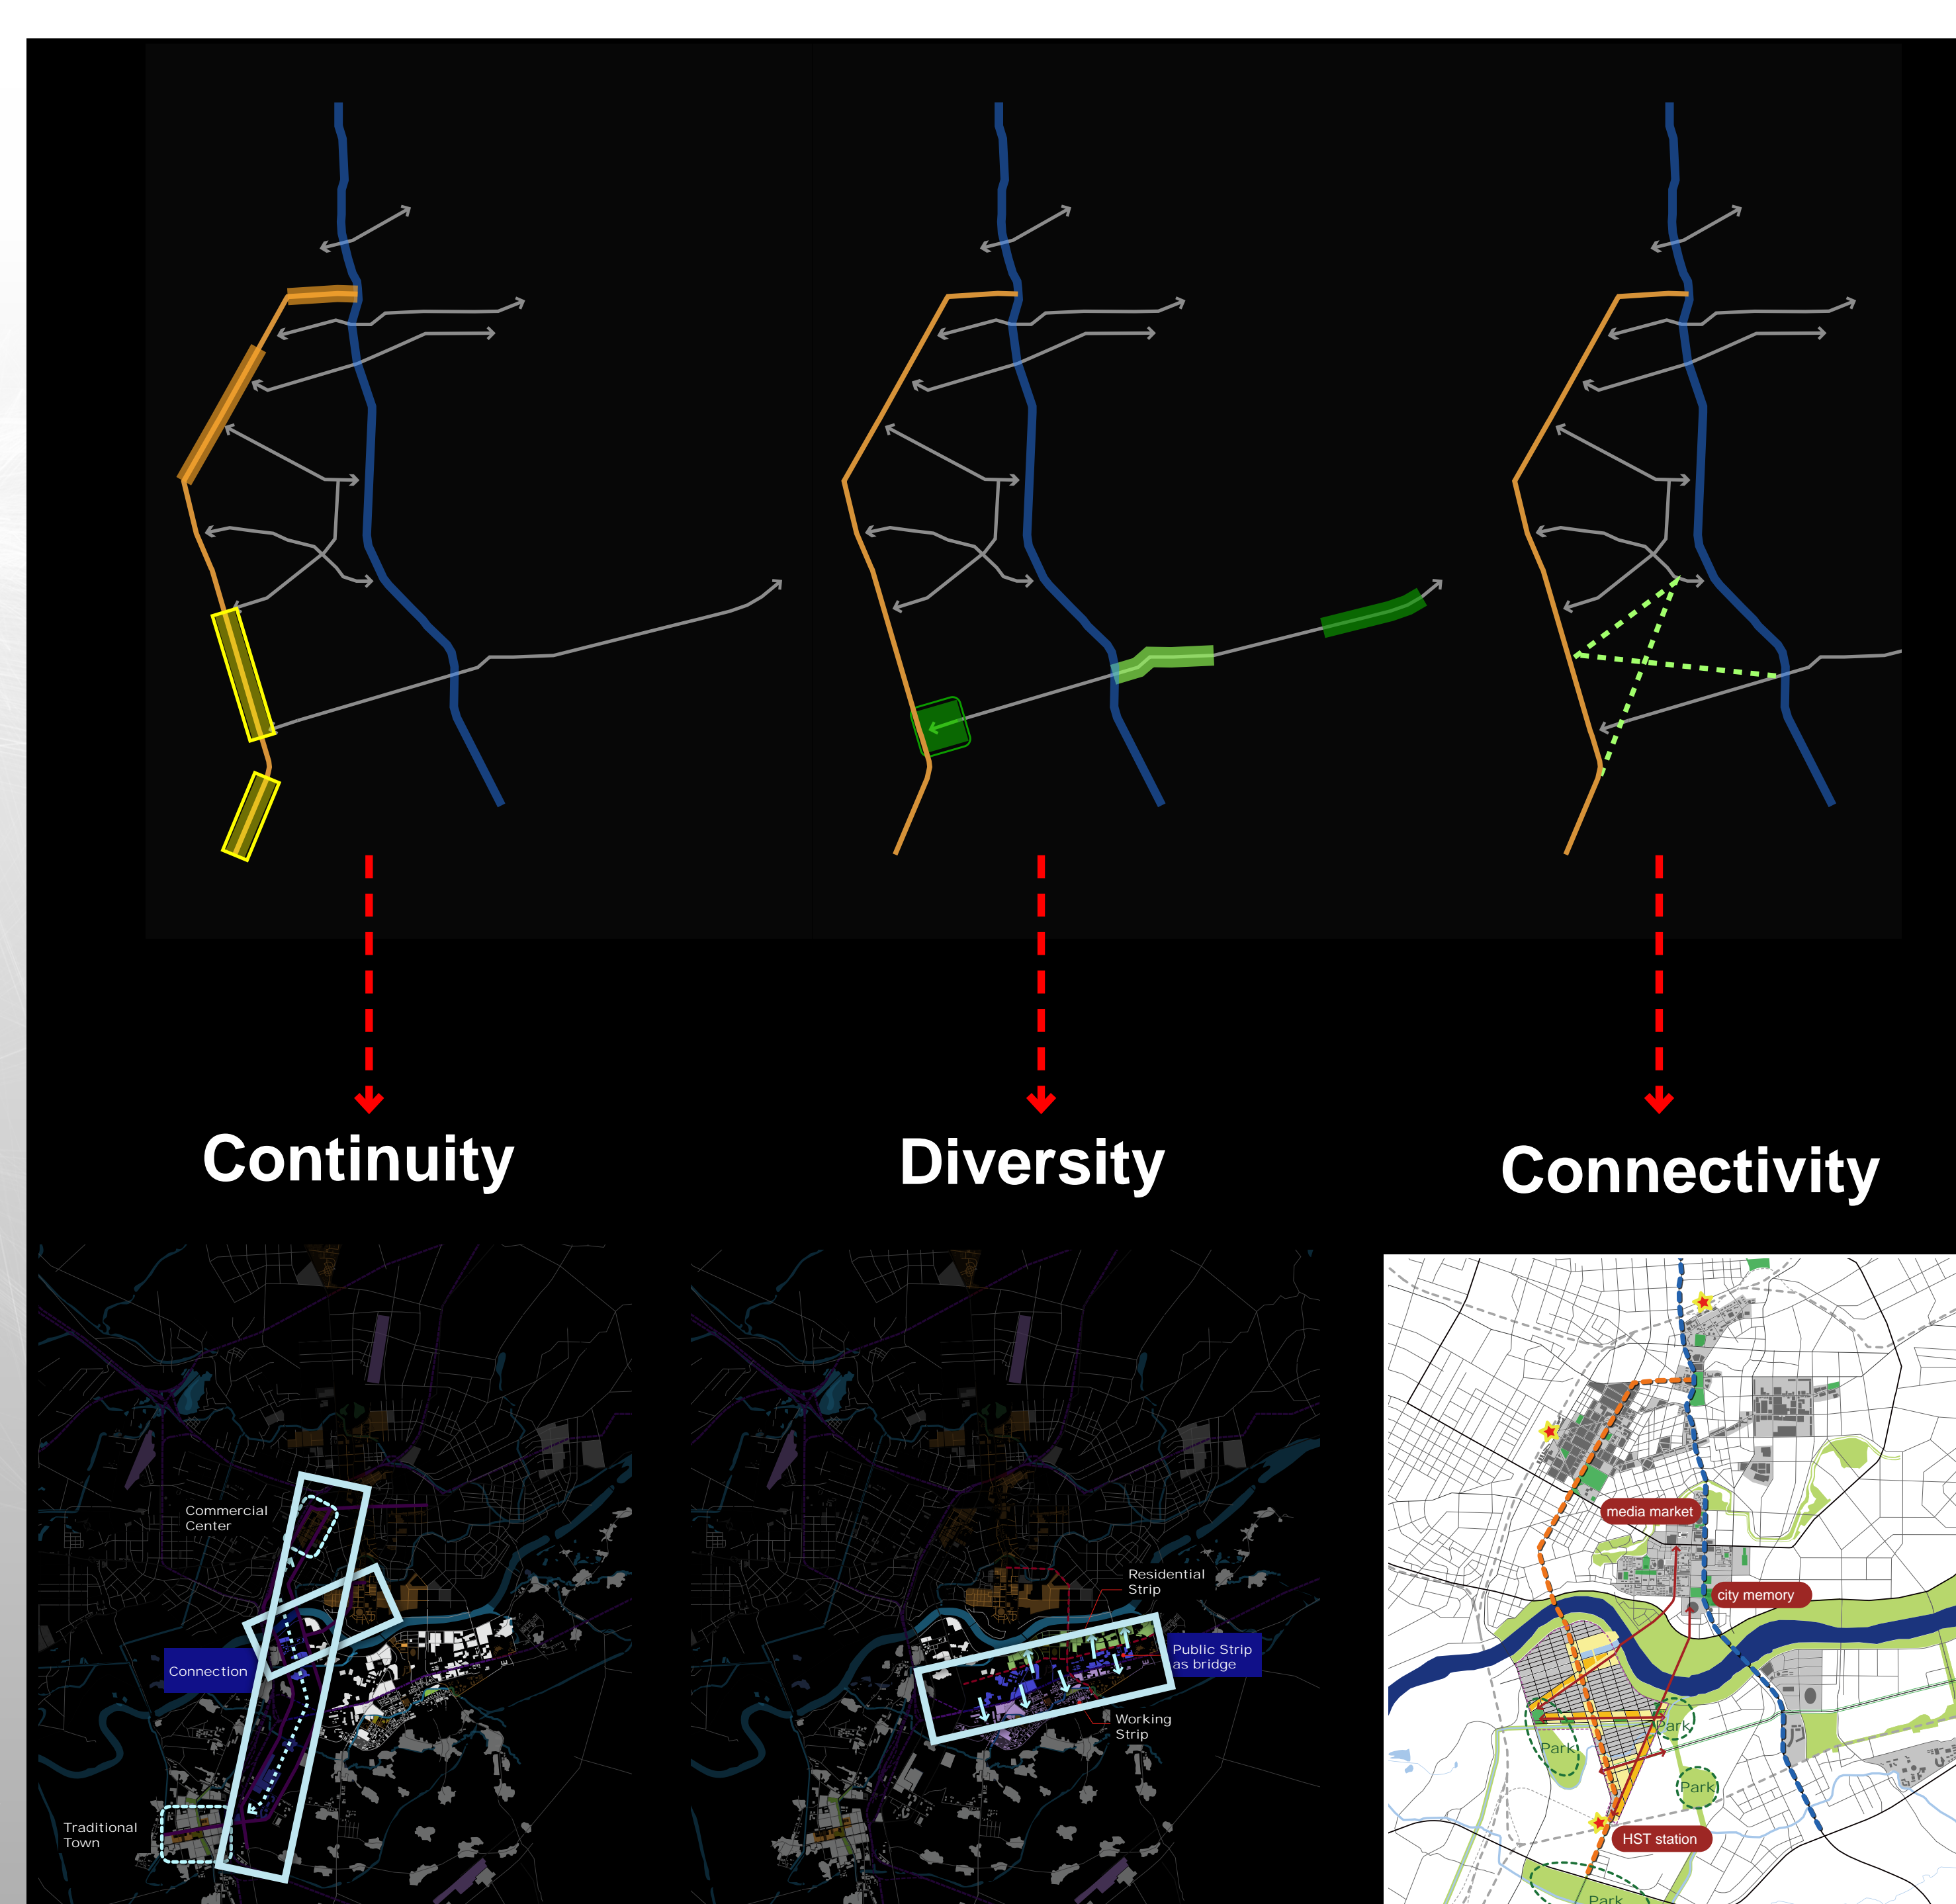 Continuity
Diversity
Connectivity
Commercial
Center
Connection
Traditional
Town
Residential
Strip
Public Strip
as bridge
Working
Strip
media market
city memory
Park
Park
Park
HST station
Park